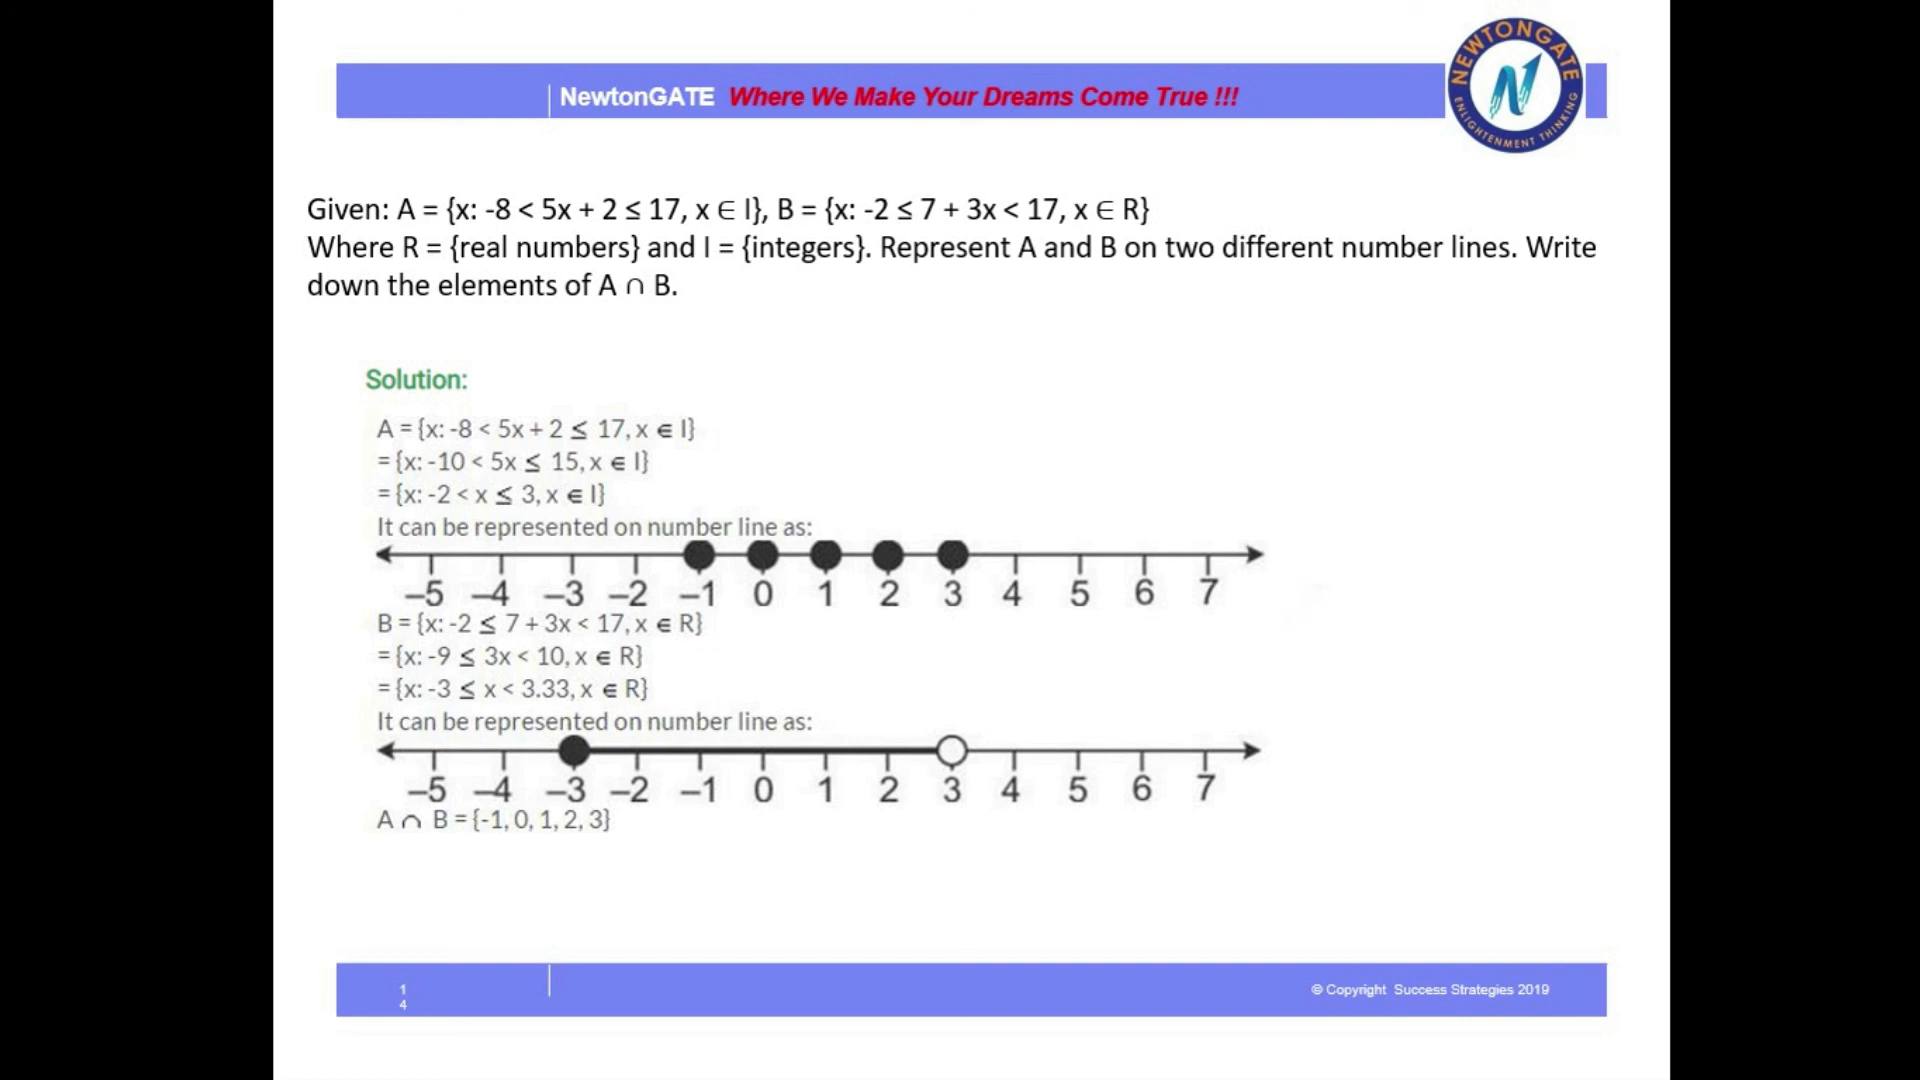 NEWTONGATE
ENLIGHTENMENT THINKING
N
NewtonGATE Where We Make Your Dreams Come True !!!
Given: A = {x: -8 < 5x + 2 ≤ 17, x ∈ I}, B = {x: -2 ≤ 7 + 3x < 17, x ∈ R}
Where R = {real numbers} and I = {integers}. Represent A and B on two different number lines. Write
down the elements of A ∩ B.
Solution:
A = {x: -8 < 5x + 2 ≤ 17, x ∈ I}
= {x: -10 < 5x ≤ 15, x ∈ I}
= {x: -2 < x ≤ 3, x ∈ I}
It can be represented on number line as:
–5 –4 –3 –2 –1 0 1 2 3 4 5 6 7
B = {x: -2 ≤ 7 + 3x < 17, x ∈ R}
= {x: -9 ≤ 3x < 10, x ∈ R}
= {x: -3 ≤ x < 3.33, x ∈ R}
It can be represented on number line as:
–5 –4 –3 –2 –1 0 1 2 3 4 5 6 7
A ∩ B = {-1, 0, 1, 2, 3}
1
4
© Copyright Success Strategies 2019